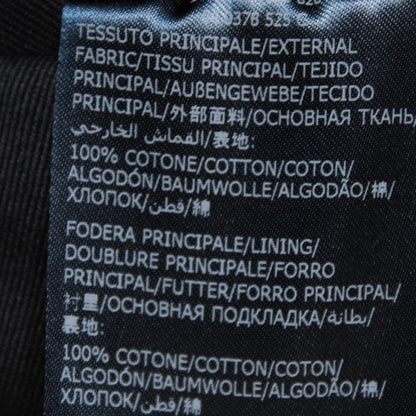 TESSUTO PRINCIPALE/EXTERNAL
FABRIC/TISSU PRINCIPAL/TEJIDO
PRINCIPAL/AUßENGEWEBE/TECIDO
PRINCIPAL/外部面料/ОСНОВНАЯ ТКАНЬ/
القماش الخارجي/裏地:
100% COTONE/COTTON/COTON/
ALGODÓN/BAUMWOLLE/ALGODÃO/棉/
ХЛОПОК/قطن/綿
FODERA PRINCIPALE/LINING/
DOUBLURE PRINCIPALE/FORRO
PRINCIPAL/FUTTER/FORRO PRINCIPAL/
衬里/ОСНОВНАЯ ПОДКЛАДКА/بطانة/
裏地:
100% COTONE/COTTON/COTON/
ALGODÓN/BAUMWOLLE/ALGODÃO/棉/
ХЛОПОК/قطن/綿